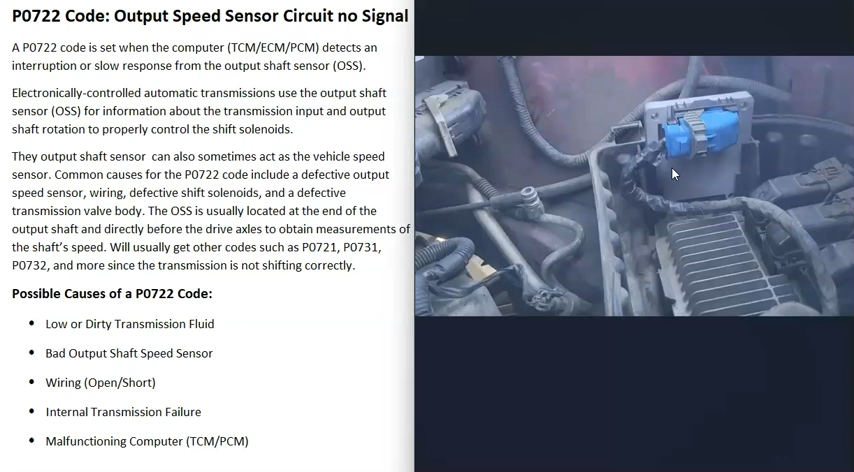 P0722 Code: Output Speed Sensor Circuit no Signal
A P0722 code is set when the computer (TCM/ECM/PCM) detects an
interruption or slow response from the output shaft sensor (OSS).
Electronically-controlled automatic transmissions use the output shaft
sensor (OSS) for information about the transmission input and output
shaft rotation to properly control the shift solenoids.
They output shaft sensor can also sometimes act as the vehicle speed
sensor. Common causes for the P0722 code include a defective output
speed sensor, wiring, defective shift solenoids, and a defective
transmission valve body. The OSS is usually located at the end of the
output shaft and directly before the drive axles to obtain measurements of
the shaft's speed. Will usually get other codes such as P0721, P0731,
P0732, and more since the transmission is not shifting correctly.
Possible Causes of a P0722 Code:
• Low or Dirty Transmission Fluid
• Bad Output Shaft Speed Sensor
• Wiring (Open/Short)
• Internal Transmission Failure
• Malfunctioning Computer (TCM/PCM)